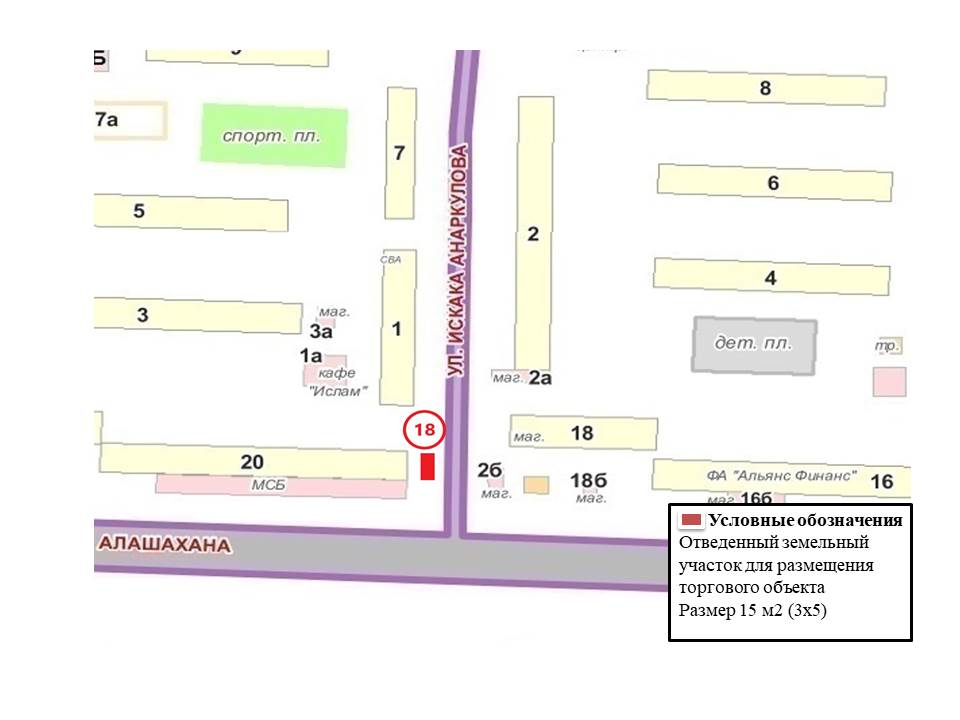 Б
8
7а
спорт. пл.
7
6
5
2
СВА
4
УЛ. ИСКАКА АНАРКУЛОВА
3
маг.
3а
1
дет. пл.
тр.
1а
кафе
"Ислам"
маг. 2а
18
маг. 18
20
МСБ
2б
маг.
18б
маг.
ФА "Альянс Финанс" 16
маг. 16б
АЛАШАХАНА
Условные обозначения
Отведенный земельный
участок для размещения
торгового объекта
Размер 15 м2 (3х5)